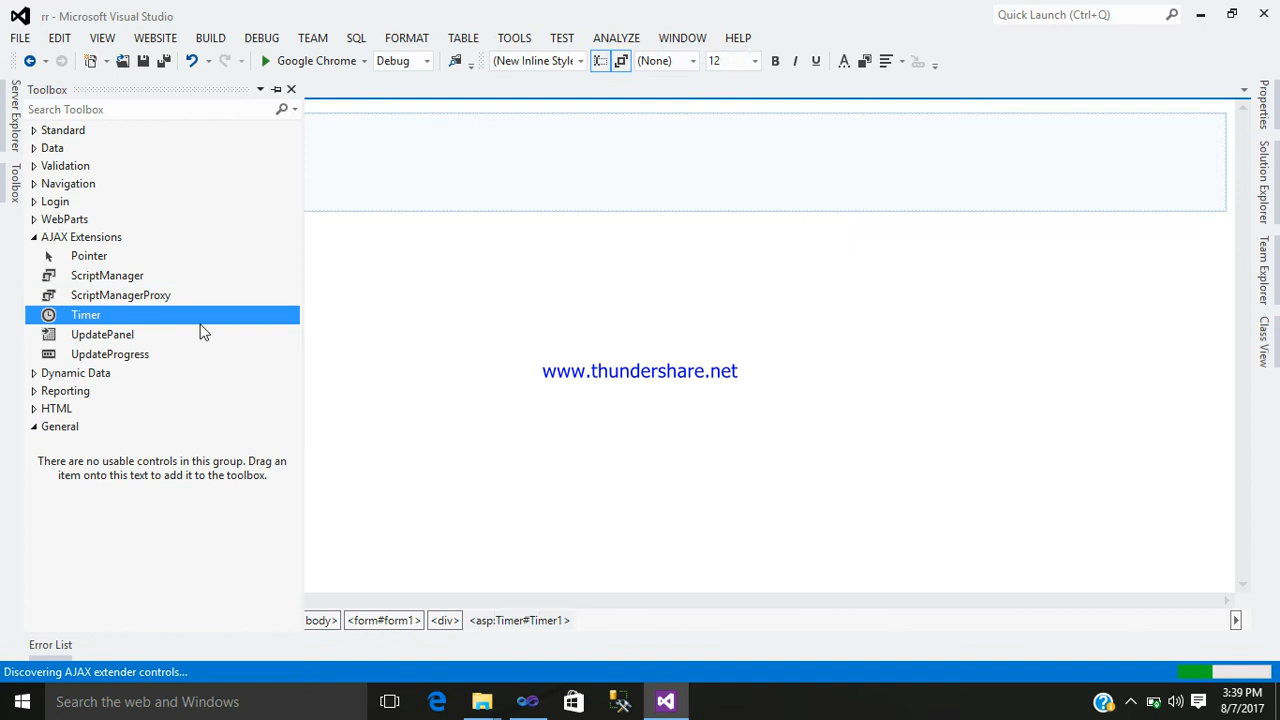 rr - Microsoft Visual Studio
Quick Launch (Ctrl+Q)
FILE EDIT VIEW WEBSITE BUILD DEBUG TEAM SQL FORMAT TABLE TOOLS TEST ANALYZE WINDOW HELP
Google Chrome Debug (New Inline Style (None) 12 B I U A
Toolbox
Search Toolbox
Standard
Data
Validation
Navigation
Login
WebParts
AJAX Extensions
Pointer
ScriptManager
ScriptManagerProxy
Timer
UpdatePanel
UpdateProgress
Dynamic Data
Reporting
HTML
General
There are no usable controls in this group. Drag an
item onto this text to add it to the toolbox.
Server Explorer
Toolbox
www.thundershare.net
Properties
Solution Explorer
Team Explorer
Class View
body> <form#form1> <div> <asp:Timer#Timer1>
Error List
Discovering AJAX extender controls...
Search the web and Windows
3:39 PM
8/7/2017